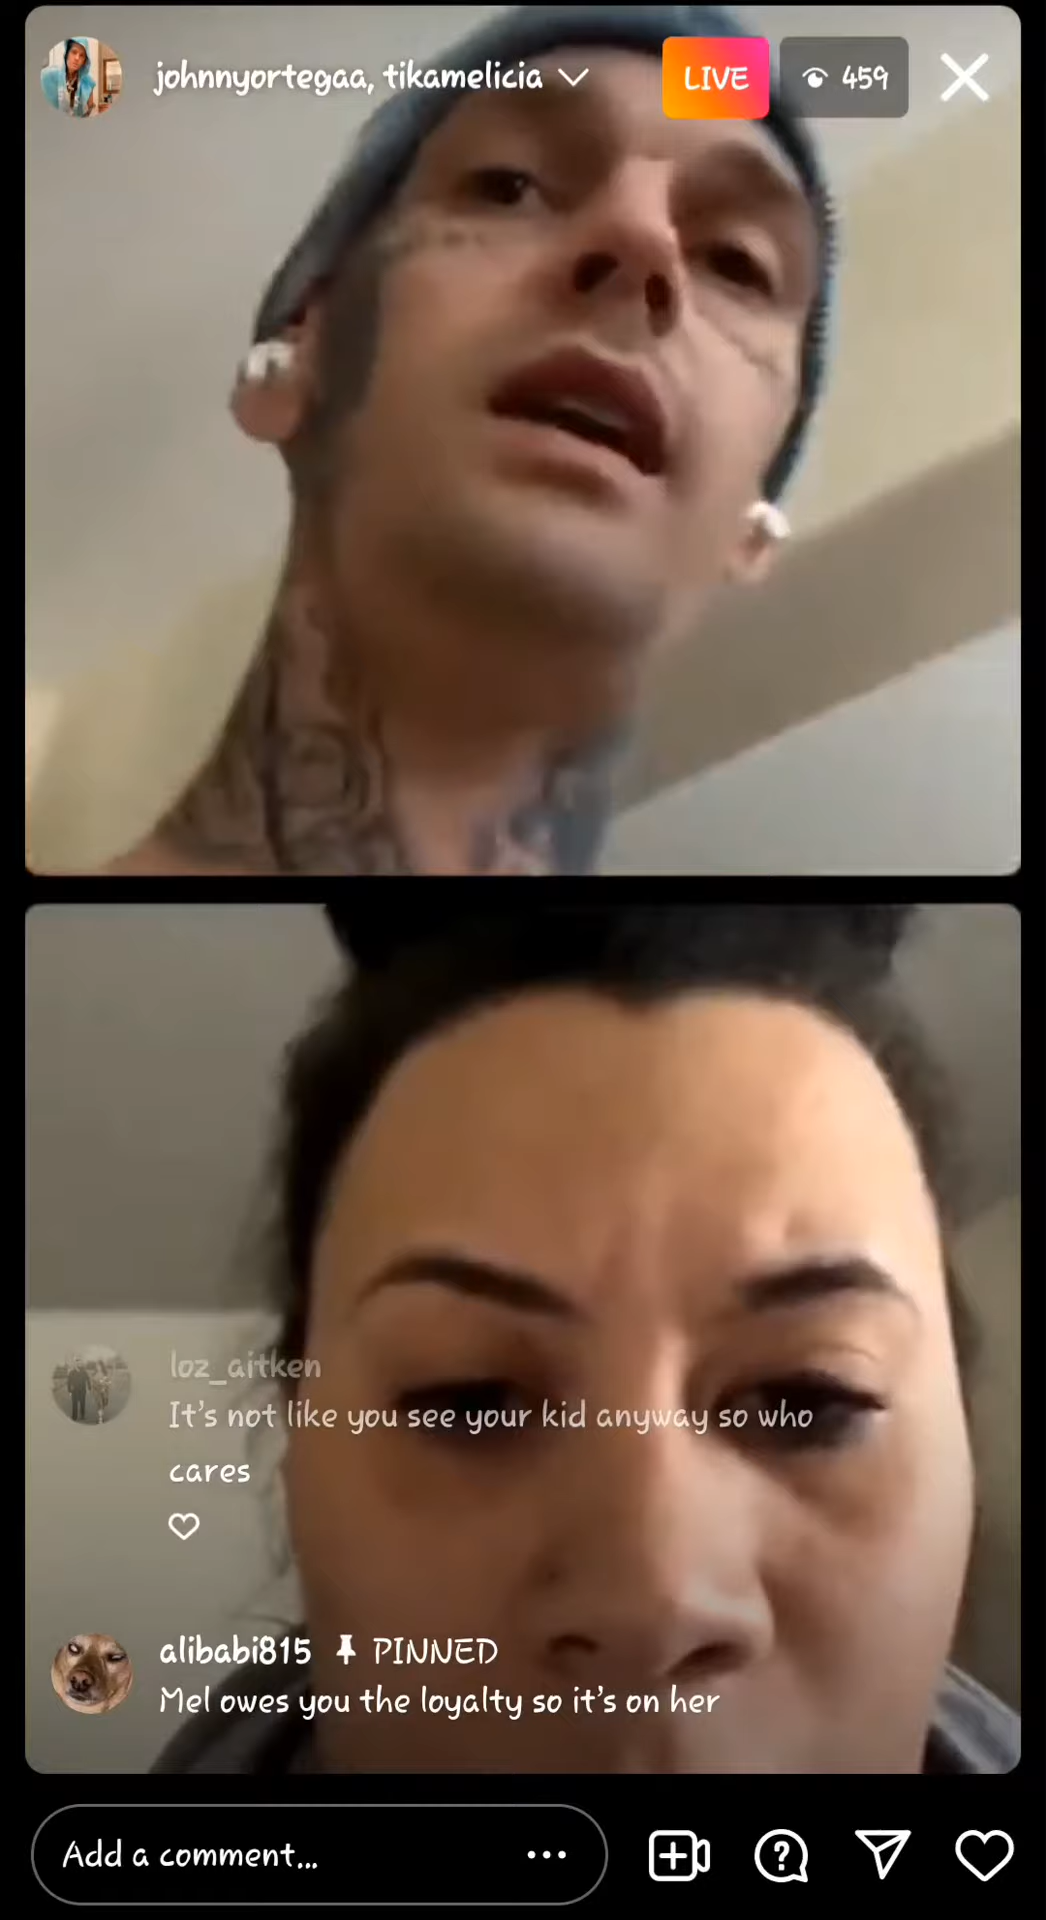 johnnyortegaa, tikamelicia
LIVE
459
loz_aitken
It's not like you see your kid anyway so who
cares
alibabi815 PINNED
Mel owes you the loyalty so it's on her
Add a comment...